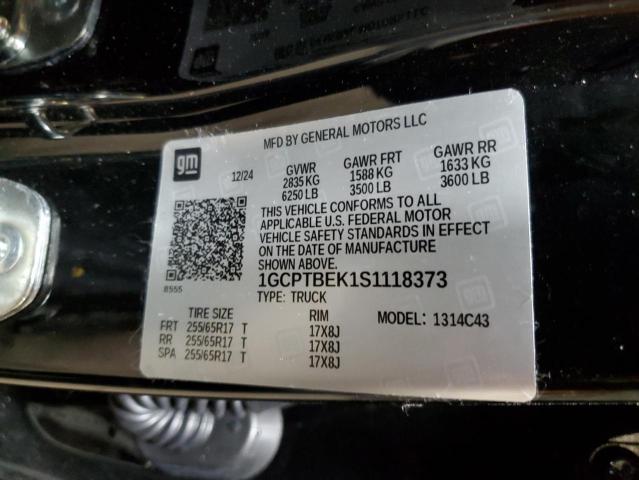 MFD BY GENERAL MOTORS LLC
gm
12/24
GVWR GAWR FRT GAWR RR
2835 KG 1588 KG 1633 KG
6250 LB 3500 LB 3600 LB
THIS VEHICLE CONFORMS TO ALL
APPLICABLE U.S. FEDERAL MOTOR
VEHICLE SAFETY STANDARDS IN EFFECT
ON THE DATE OF MANUFACTURE
SHOWN ABOVE.
8555
1GCPTBEK1S1118373
TYPE: TRUCK
TIRE SIZE RIM MODEL: 1314C43
FRT 255/65R17 T 17X8J
RR 255/65R17 T 17X8J
SPA 255/65R17 T 17X8J